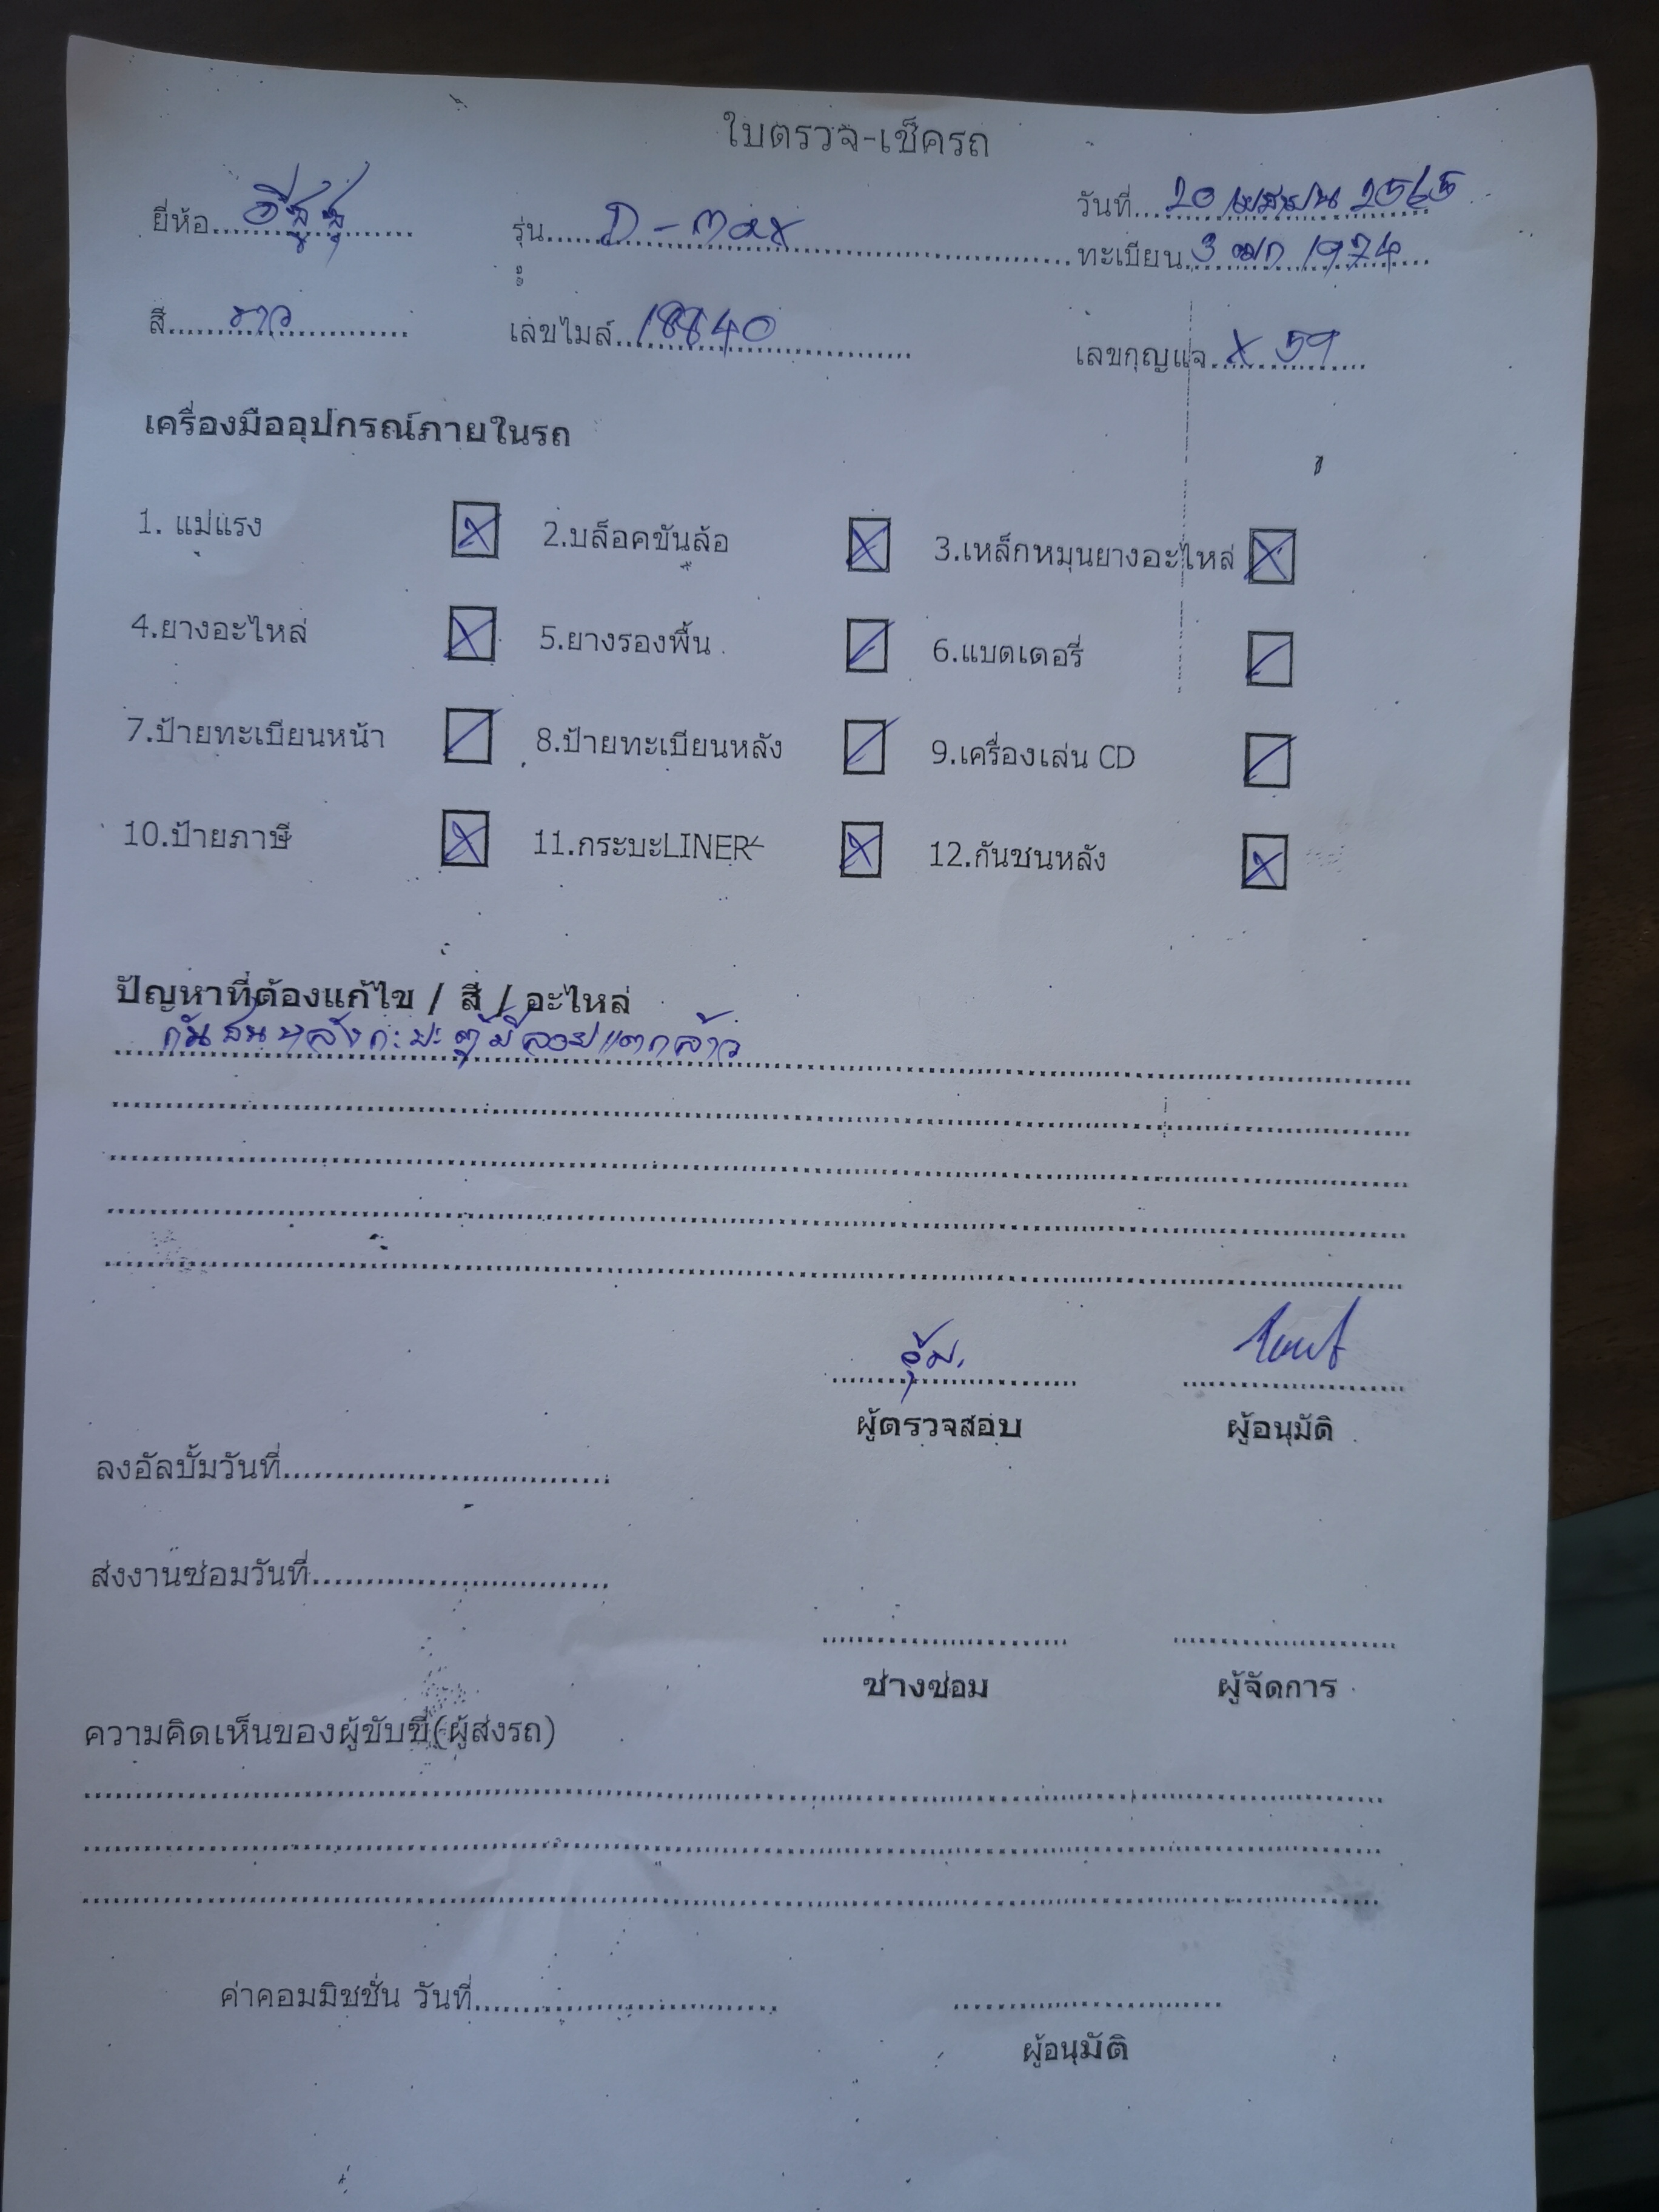 ใบตรวจ-เช็ครถ
ยี่ห้อ อีซูซุ รุ่น D-max วันที่ 20 เมษายน 2565
ทะเบียน 3 ฒก 1974
สี ขาว เลขไมล์ 18840 เลขกุญแจ X 59
เครื่องมืออุปกรณ์ภายในรถ
1. แม่แรง 2.บล็อคขันล้อ 3.เหล็กหมุนยางอะไหล่
4.ยางอะไหล่ 5.ยางรองพื้น 6.แบตเตอรี่
7.ป้ายทะเบียนหน้า 8.ป้ายทะเบียนหลัง 9.เครื่องเล่น CD
10.ป้ายภาษี 11.กระบะLINER 12.กันชนหลัง
ปัญหาที่ต้องแก้ไข / สี / อะไหล่
กันชนหลังกะบะตู้มีลอยแตกล้าว
อุ้ม.
ผู้ตรวจสอบ ผู้อนุมัติ
ลงอัลบั้มวันที่
ส่งงานซ่อมวันที่
ช่างซ่อม ผู้จัดการ
ความคิดเห็นของผู้ขับขี่(ผู้ส่งรถ)
ค่าคอมมิชชั่น วันที่
ผู้อนุมัติ